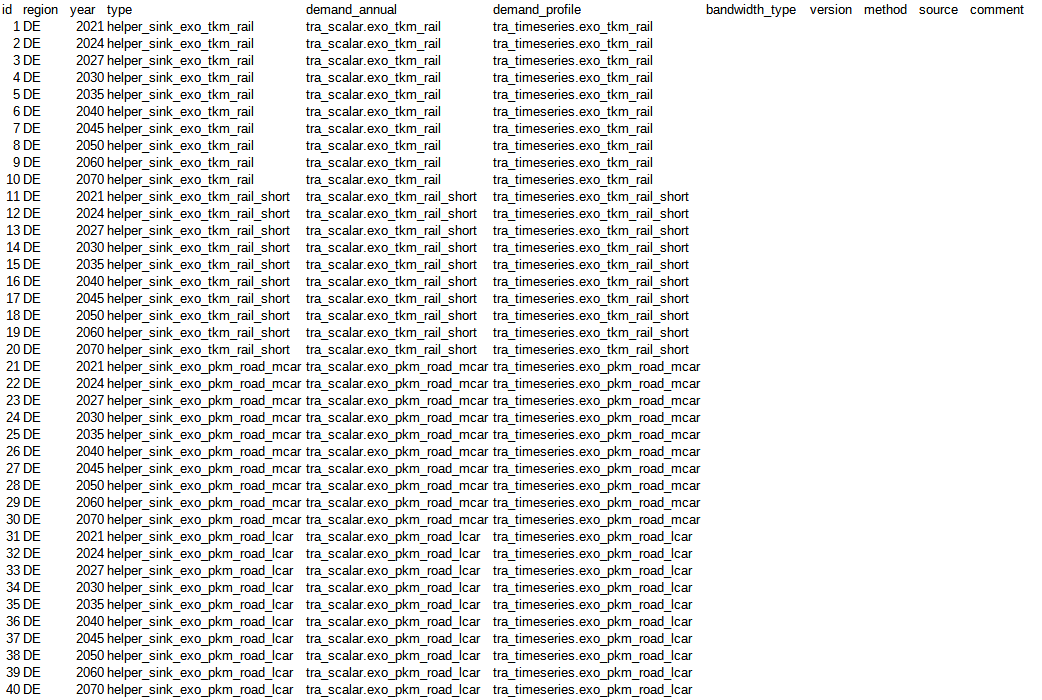 id region year type demand_annual demand_profile bandwidth_type version method source comment
1 DE 2021 helper_sink_exo_tkm_rail tra_scalar.exo_tkm_rail tra_timeseries.exo_tkm_rail
2 DE 2024 helper_sink_exo_tkm_rail tra_scalar.exo_tkm_rail tra_timeseries.exo_tkm_rail
3 DE 2027 helper_sink_exo_tkm_rail tra_scalar.exo_tkm_rail tra_timeseries.exo_tkm_rail
4 DE 2030 helper_sink_exo_tkm_rail tra_scalar.exo_tkm_rail tra_timeseries.exo_tkm_rail
5 DE 2035 helper_sink_exo_tkm_rail tra_scalar.exo_tkm_rail tra_timeseries.exo_tkm_rail
6 DE 2040 helper_sink_exo_tkm_rail tra_scalar.exo_tkm_rail tra_timeseries.exo_tkm_rail
7 DE 2045 helper_sink_exo_tkm_rail tra_scalar.exo_tkm_rail tra_timeseries.exo_tkm_rail
8 DE 2050 helper_sink_exo_tkm_rail tra_scalar.exo_tkm_rail tra_timeseries.exo_tkm_rail
9 DE 2060 helper_sink_exo_tkm_rail tra_scalar.exo_tkm_rail tra_timeseries.exo_tkm_rail
10 DE 2070 helper_sink_exo_tkm_rail tra_scalar.exo_tkm_rail tra_timeseries.exo_tkm_rail
11 DE 2021 helper_sink_exo_tkm_rail_short tra_scalar.exo_tkm_rail_short tra_timeseries.exo_tkm_rail_short
12 DE 2024 helper_sink_exo_tkm_rail_short tra_scalar.exo_tkm_rail_short tra_timeseries.exo_tkm_rail_short
13 DE 2027 helper_sink_exo_tkm_rail_short tra_scalar.exo_tkm_rail_short tra_timeseries.exo_tkm_rail_short
14 DE 2030 helper_sink_exo_tkm_rail_short tra_scalar.exo_tkm_rail_short tra_timeseries.exo_tkm_rail_short
15 DE 2035 helper_sink_exo_tkm_rail_short tra_scalar.exo_tkm_rail_short tra_timeseries.exo_tkm_rail_short
16 DE 2040 helper_sink_exo_tkm_rail_short tra_scalar.exo_tkm_rail_short tra_timeseries.exo_tkm_rail_short
17 DE 2045 helper_sink_exo_tkm_rail_short tra_scalar.exo_tkm_rail_short tra_timeseries.exo_tkm_rail_short
18 DE 2050 helper_sink_exo_tkm_rail_short tra_scalar.exo_tkm_rail_short tra_timeseries.exo_tkm_rail_short
19 DE 2060 helper_sink_exo_tkm_rail_short tra_scalar.exo_tkm_rail_short tra_timeseries.exo_tkm_rail_short
20 DE 2070 helper_sink_exo_tkm_rail_short tra_scalar.exo_tkm_rail_short tra_timeseries.exo_tkm_rail_short
21 DE 2021 helper_sink_exo_pkm_road_mcar tra_scalar.exo_pkm_road_mcar tra_timeseries.exo_pkm_road_mcar
22 DE 2024 helper_sink_exo_pkm_road_mcar tra_scalar.exo_pkm_road_mcar tra_timeseries.exo_pkm_road_mcar
23 DE 2027 helper_sink_exo_pkm_road_mcar tra_scalar.exo_pkm_road_mcar tra_timeseries.exo_pkm_road_mcar
24 DE 2030 helper_sink_exo_pkm_road_mcar tra_scalar.exo_pkm_road_mcar tra_timeseries.exo_pkm_road_mcar
25 DE 2035 helper_sink_exo_pkm_road_mcar tra_scalar.exo_pkm_road_mcar tra_timeseries.exo_pkm_road_mcar
26 DE 2040 helper_sink_exo_pkm_road_mcar tra_scalar.exo_pkm_road_mcar tra_timeseries.exo_pkm_road_mcar
27 DE 2045 helper_sink_exo_pkm_road_mcar tra_scalar.exo_pkm_road_mcar tra_timeseries.exo_pkm_road_mcar
28 DE 2050 helper_sink_exo_pkm_road_mcar tra_scalar.exo_pkm_road_mcar tra_timeseries.exo_pkm_road_mcar
29 DE 2060 helper_sink_exo_pkm_road_mcar tra_scalar.exo_pkm_road_mcar tra_timeseries.exo_pkm_road_mcar
30 DE 2070 helper_sink_exo_pkm_road_mcar tra_scalar.exo_pkm_road_mcar tra_timeseries.exo_pkm_road_mcar
31 DE 2021 helper_sink_exo_pkm_road_lcar tra_scalar.exo_pkm_road_lcar tra_timeseries.exo_pkm_road_lcar
32 DE 2024 helper_sink_exo_pkm_road_lcar tra_scalar.exo_pkm_road_lcar tra_timeseries.exo_pkm_road_lcar
33 DE 2027 helper_sink_exo_pkm_road_lcar tra_scalar.exo_pkm_road_lcar tra_timeseries.exo_pkm_road_lcar
34 DE 2030 helper_sink_exo_pkm_road_lcar tra_scalar.exo_pkm_road_lcar tra_timeseries.exo_pkm_road_lcar
35 DE 2035 helper_sink_exo_pkm_road_lcar tra_scalar.exo_pkm_road_lcar tra_timeseries.exo_pkm_road_lcar
36 DE 2040 helper_sink_exo_pkm_road_lcar tra_scalar.exo_pkm_road_lcar tra_timeseries.exo_pkm_road_lcar
37 DE 2045 helper_sink_exo_pkm_road_lcar tra_scalar.exo_pkm_road_lcar tra_timeseries.exo_pkm_road_lcar
38 DE 2050 helper_sink_exo_pkm_road_lcar tra_scalar.exo_pkm_road_lcar tra_timeseries.exo_pkm_road_lcar
39 DE 2060 helper_sink_exo_pkm_road_lcar tra_scalar.exo_pkm_road_lcar tra_timeseries.exo_pkm_road_lcar
40 DE 2070 helper_sink_exo_pkm_road_lcar tra_scalar.exo_pkm_road_lcar tra_timeseries.exo_pkm_road_lcar